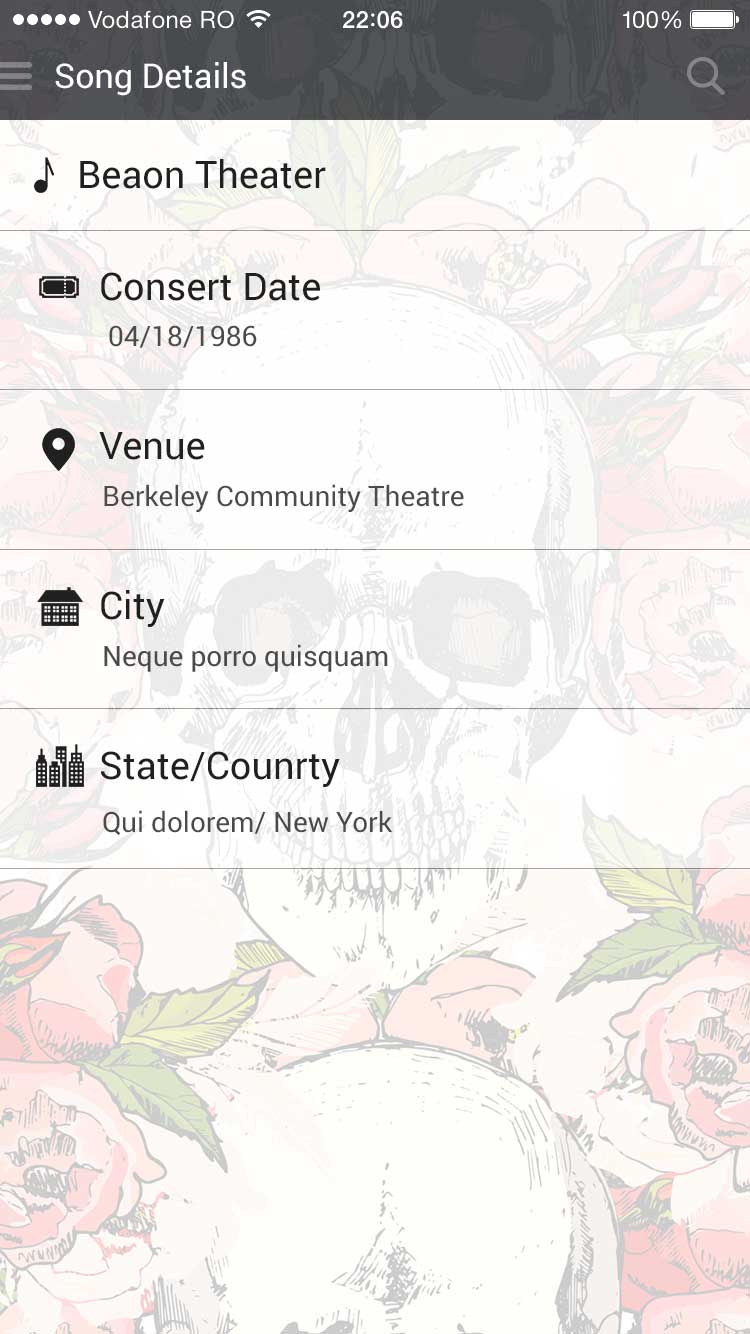 Vodafone RO 22:06 100%
Song Details
Beaon Theater
Consert Date
04/18/1986
Venue
Berkeley Community Theatre
City
Neque porro quisquam
State/Counrty
Qui dolorem/ New York